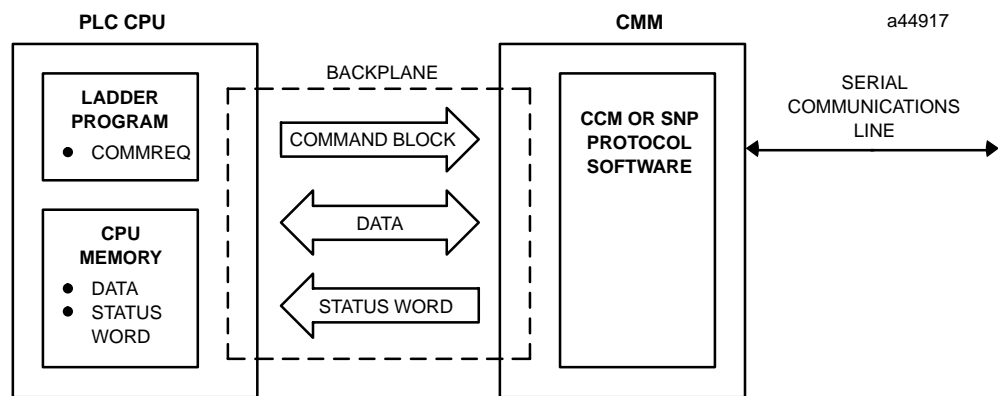 PLC CPU
CMM
a44917
BACKPLANE
LADDER
PROGRAM
● COMMREQ
CPU
MEMORY
● DATA
● STATUS
WORD
COMMAND BLOCK
DATA
STATUS WORD
CCM OR SNP
PROTOCOL
SOFTWARE
SERIAL
COMMUNICATIONS
LINE